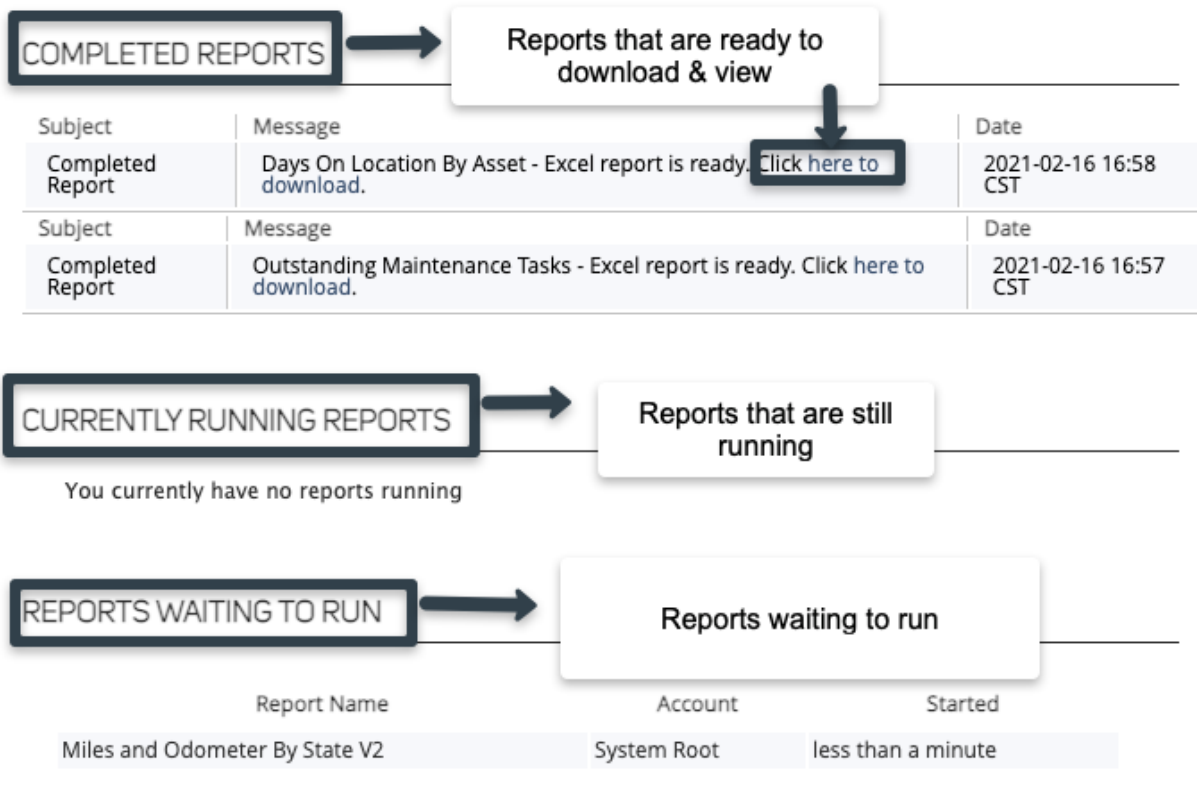 COMPLETED REPORTS
Reports that are ready to
download & view
Subject Message Date
Completed Days On Location By Asset - Excel report is ready. Click here to 2021-02-16 16:58
Report download. CST
Subject Message Date
Completed Outstanding Maintenance Tasks - Excel report is ready. Click here to 2021-02-16 16:57
Report download. CST
CURRENTLY RUNNING REPORTS
Reports that are still
running
You currently have no reports running
REPORTS WAITING TO RUN
Reports waiting to run
Report Name Account Started
Miles and Odometer By State V2 System Root less than a minute